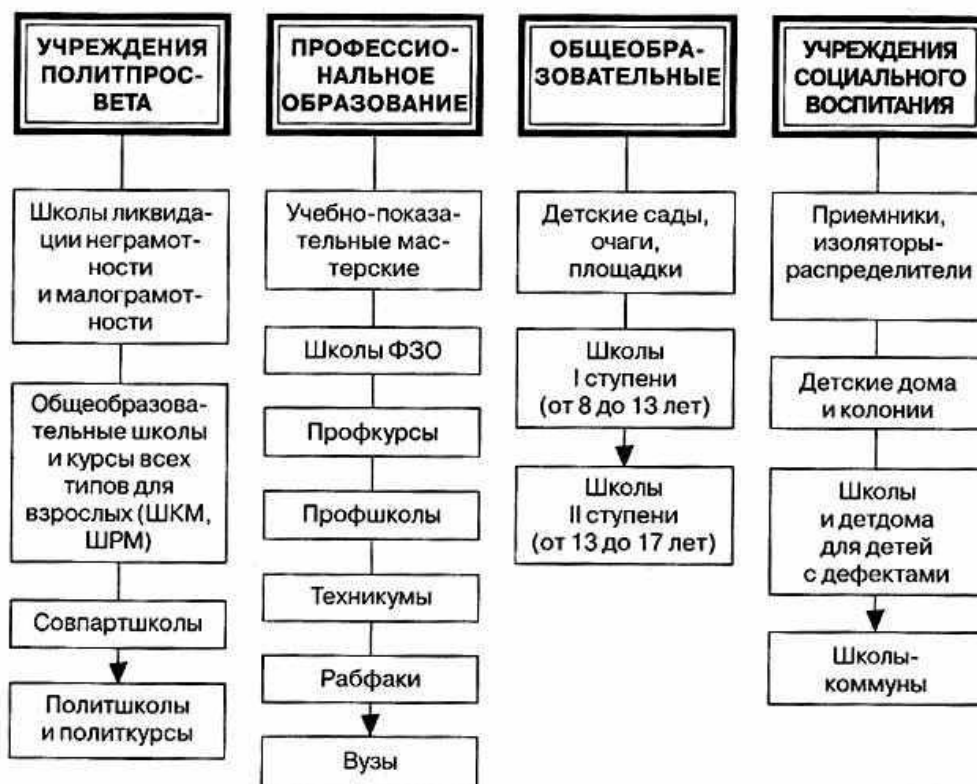 УЧРЕЖДЕНИЯ
ПОЛИТПРОС-
ВЕТА
Школы ликвида-
ции неграмот-
ности
и малограмот-
ности
Общеобразова-
тельные школы
и курсы всех
типов для
взрослых (ШКМ,
ШРМ)
Совпартшколы
Политшколы
и политкурсы
ПРОФЕССИО-
НАЛЬНОЕ
ОБРАЗОВАНИЕ
Учебно-показа-
тельные мас-
терские
Школы ФЗО
Профкурсы
Профшколы
Техникумы
Рабфаки
Вузы
ОБЩЕОБРА-
ЗОВАТЕЛЬНЫЕ
Детские сады,
очаги,
площадки
Школы
I ступени
(от 8 до 13 лет)
Школы
II ступени
(от 13 до 17 лет)
УЧРЕЖДЕНИЯ
СОЦИАЛЬНОГО
ВОСПИТАНИЯ
Приемники,
изоляторы-
распределители
Детские дома
и колонии
Школы
и детдома
для детей
с дефектами
Школы-
коммуны